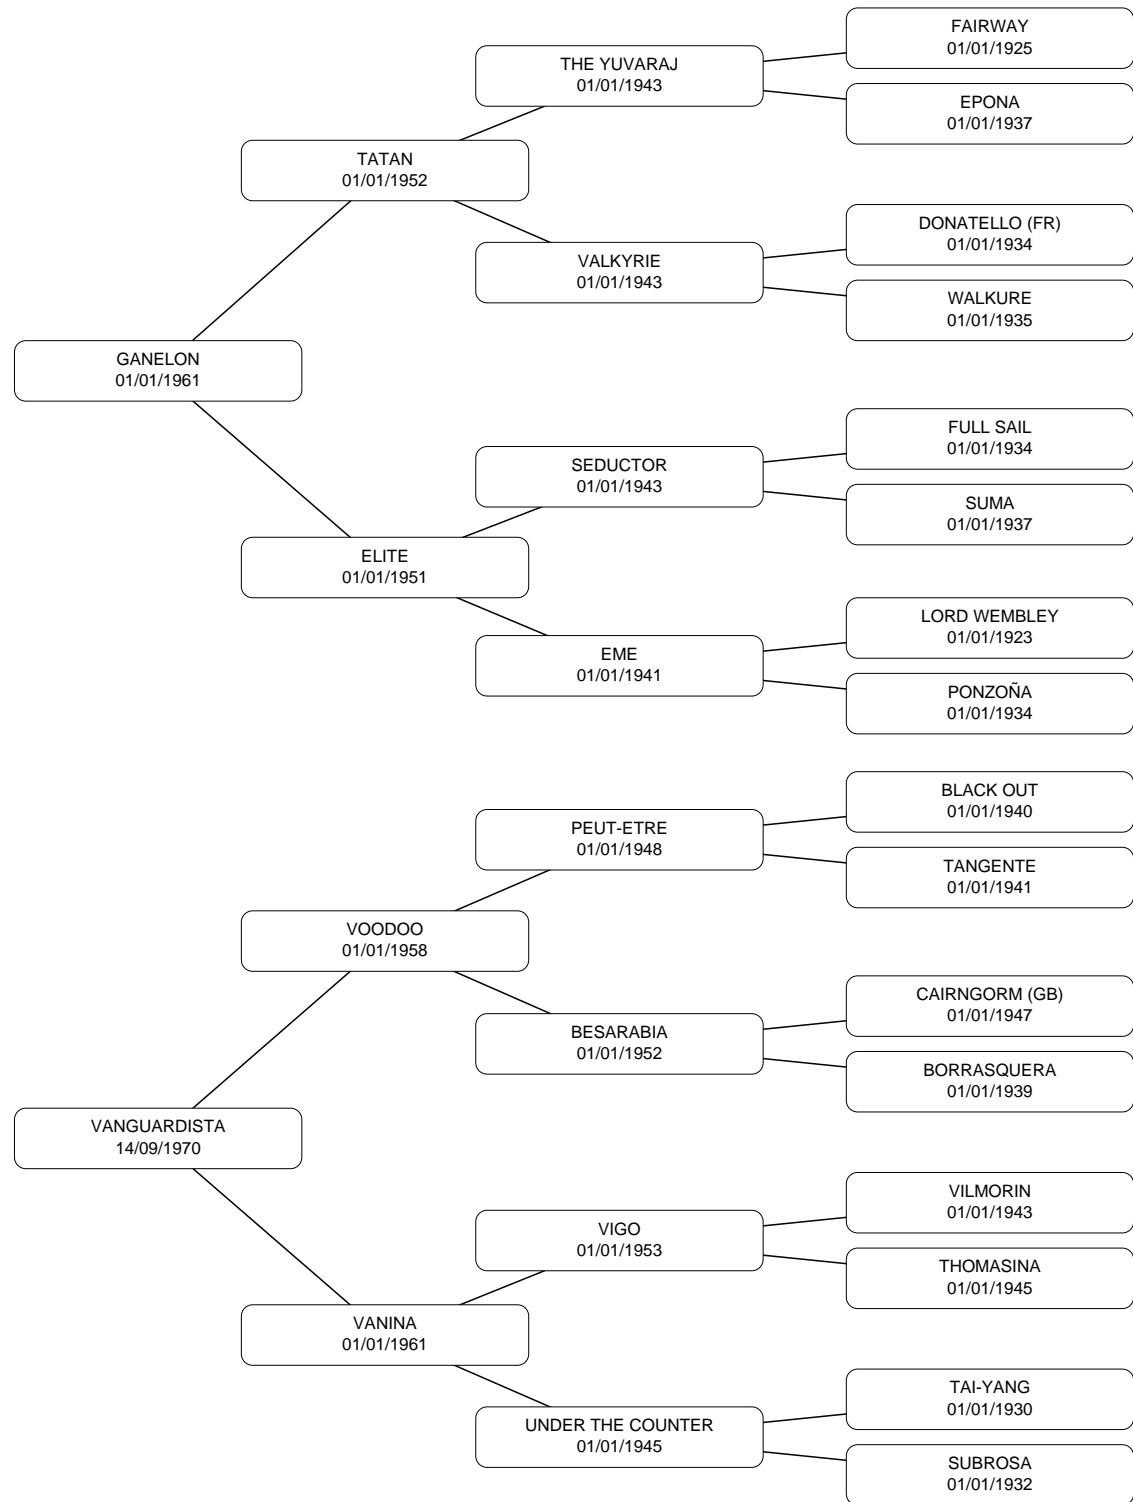 FAIRWAY
01/01/1925
THE YUVARAJ
01/01/1943
EPONA
01/01/1937
TATAN
01/01/1952
DONATELLO (FR)
01/01/1934
VALKYRIE
01/01/1943
WALKURE
01/01/1935
GANELON
01/01/1961
FULL SAIL
01/01/1934
SEDUCTOR
01/01/1943
SUMA
01/01/1937
ELITE
01/01/1951
LORD WEMBLEY
01/01/1923
EME
01/01/1941
PONZOÑA
01/01/1934
BLACK OUT
01/01/1940
PEUT-ETRE
01/01/1948
TANGENTE
01/01/1941
VOODOO
01/01/1958
CAIRNGORM (GB)
01/01/1947
BESARABIA
01/01/1952
BORRASQUERA
01/01/1939
VANGUARDISTA
14/09/1970
VILMORIN
01/01/1943
VIGO
01/01/1953
THOMASINA
01/01/1945
VANINA
01/01/1961
TAI-YANG
01/01/1930
UNDER THE COUNTER
01/01/1945
SUBROSA
01/01/1932